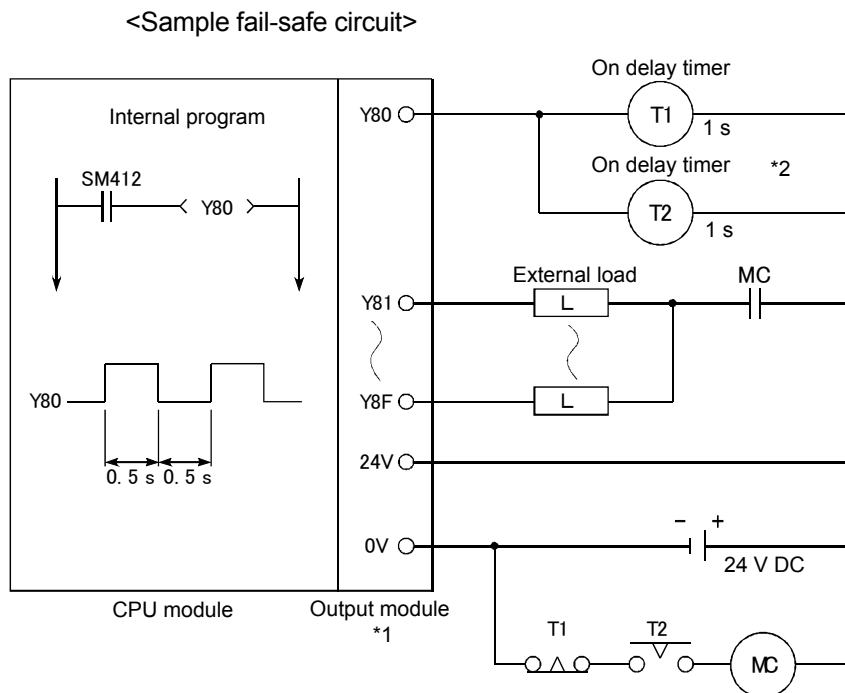 <Sample fail-safe circuit>
On delay timer
Internal program
Y80
T1
1 s
SM412
Y80
On delay timer
*2
T2
1 s
External load
MC
Y81
L
Y80
Y8F
L
0. 5 s
0. 5 s
24V
0V
－
+
24 V DC
CPU module
Output module
*1
T1
T2
MC